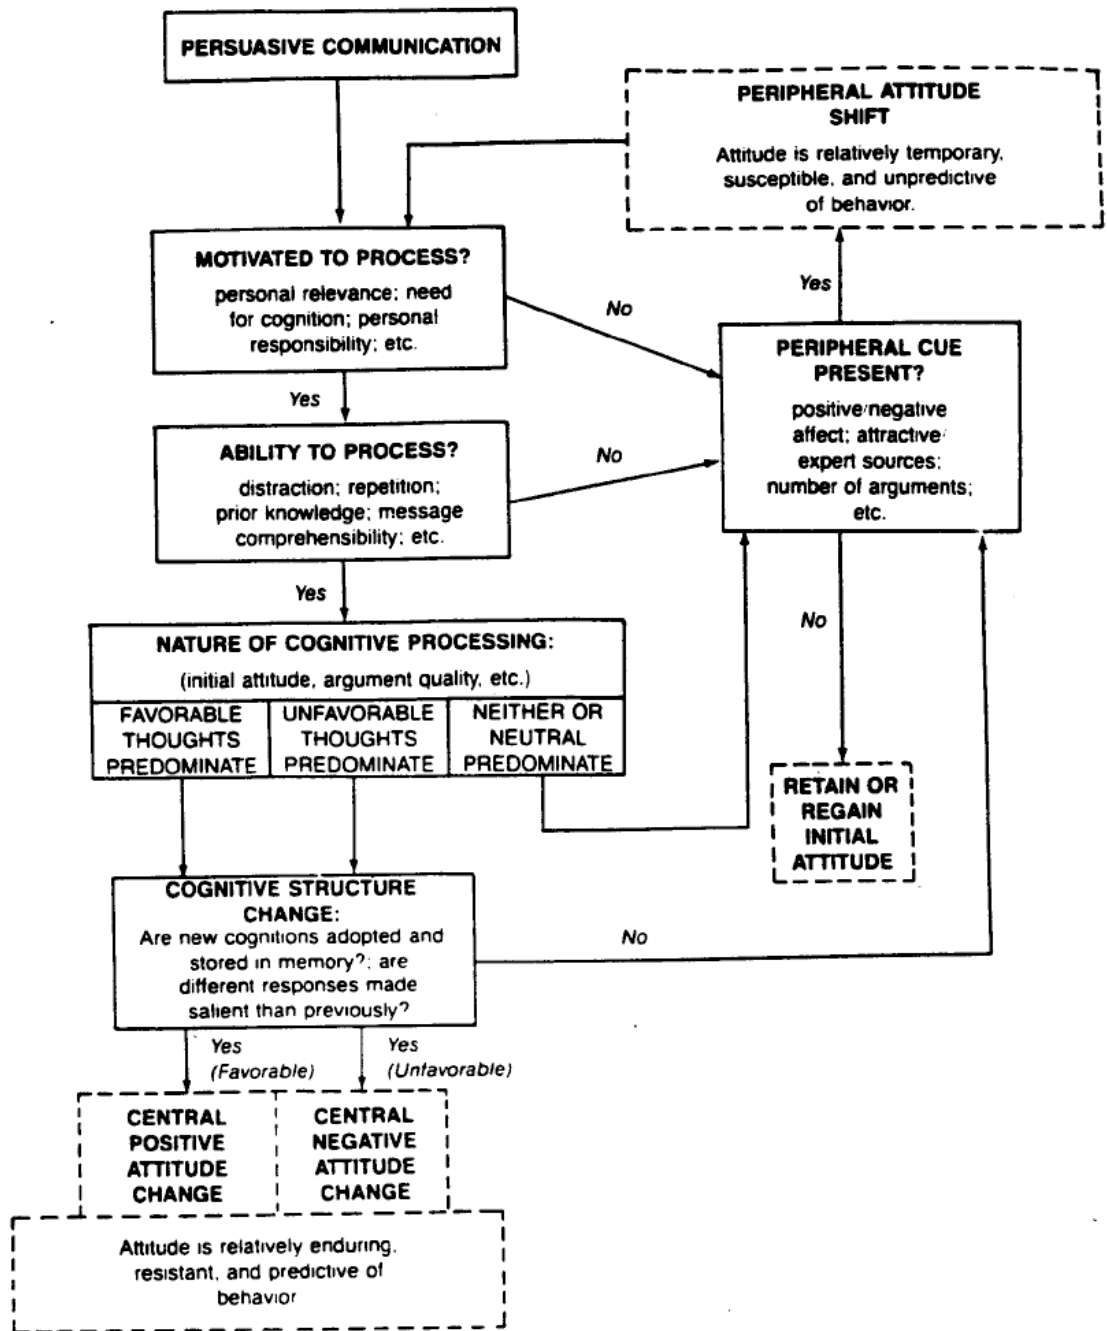 PERSUASIVE COMMUNICATION
PERIPHERAL ATTITUDE
SHIFT
Attitude is relatively temporary,
susceptible, and unpredictive
of behavior.
MOTIVATED TO PROCESS?
personal relevance; need
for cognition; personal
responsibility; etc.
No
Yes
PERIPHERAL CUE
PRESENT?
positive/negative
affect; attractive/
expert sources;
number of arguments;
etc.
Yes
ABILITY TO PROCESS?
distraction; repetition;
prior knowledge; message
comprehensibility; etc.
No
Yes
No
NATURE OF COGNITIVE PROCESSING:
(initial attitude, argument quality, etc.)
FAVORABLE
THOUGHTS
PREDOMINATE
UNFAVORABLE
THOUGHTS
PREDOMINATE
NEITHER OR
NEUTRAL
PREDOMINATE
RETAIN OR
REGAIN
INITIAL
ATTITUDE
COGNITIVE STRUCTURE
CHANGE:
Are new cognitions adopted and
stored in memory?; are
different responses made
salient than previously?
No
Yes
(Favorable)
Yes
(Unfavorable)
CENTRAL
POSITIVE
ATTITUDE
CHANGE
CENTRAL
NEGATIVE
ATTITUDE
CHANGE
Attitude is relatively enduring,
resistant, and predictive of
behavior